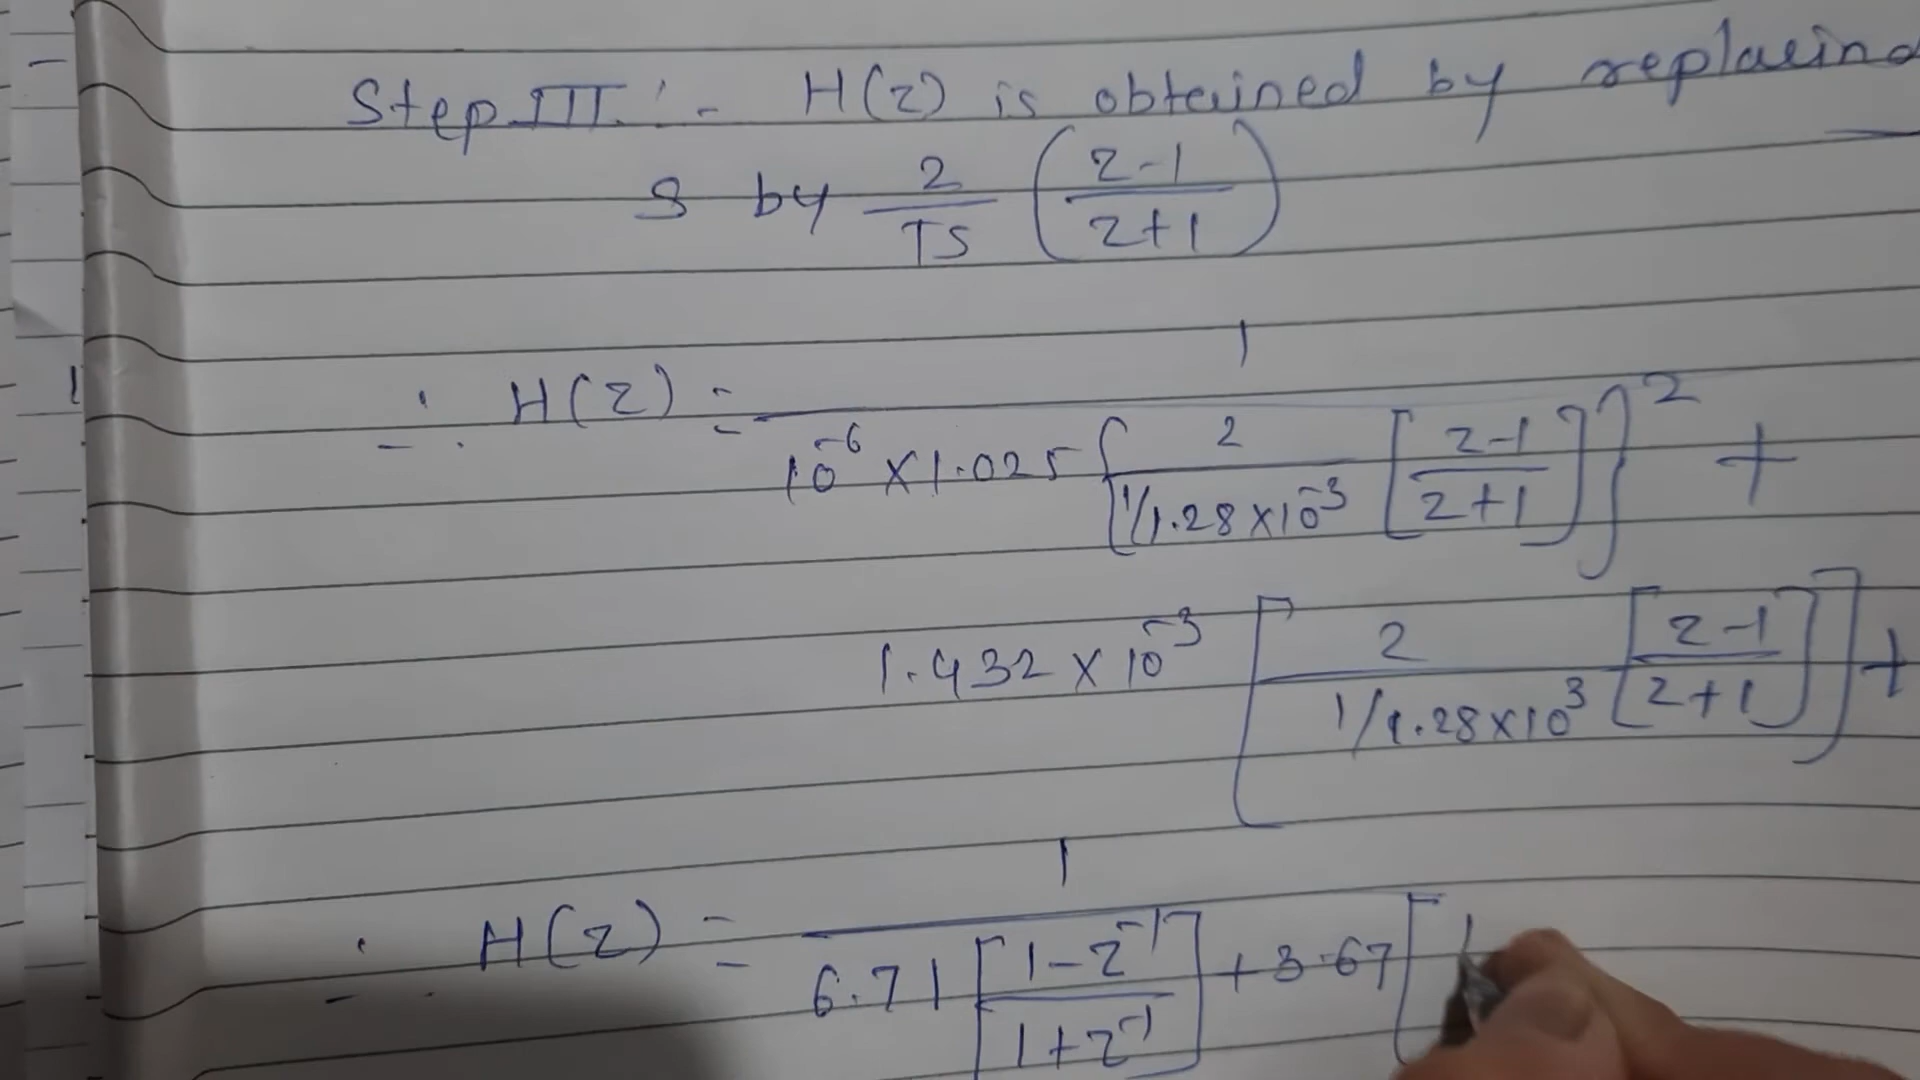 Step III :- H(z) is obtained by replacing
S by 2/TS (z-1/z+1)
∴ H(z) = 1 / 10^-6 × 1.025 {2 / 1/1.28×10^-3 [z-1/z+1]}^2 +
1.432 × 10^-3 [2 / 1/1.28×10^3 [z-1/z+1]] +
∴ H(z) = 1 / 6.71 [1-z^-1 / 1+z^-1] + 3.67 [1